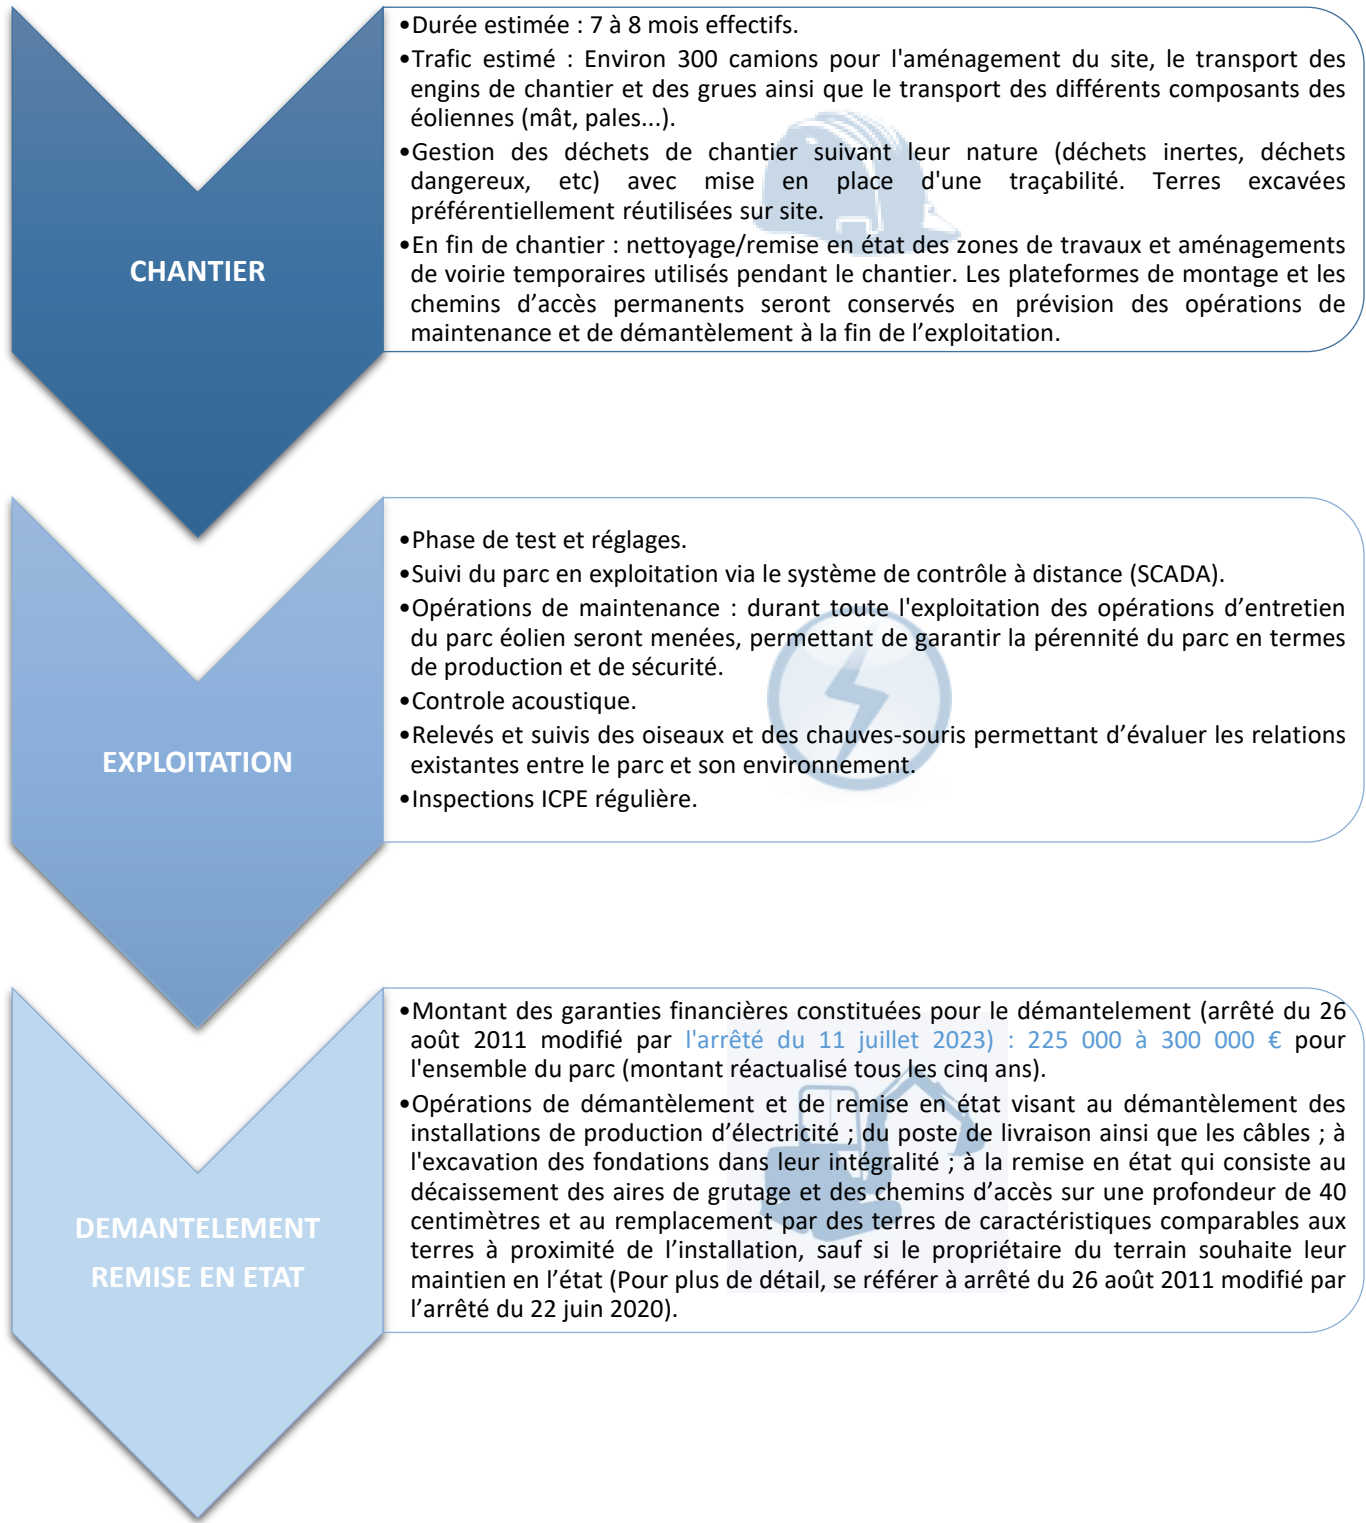 CHANTIER
•Durée estimée : 7 à 8 mois effectifs.
•Trafic estimé : Environ 300 camions pour l'aménagement du site, le transport des
engins de chantier et des grues ainsi que le transport des différents composants des
éoliennes (mât, pales...).
•Gestion des déchets de chantier suivant leur nature (déchets inertes, déchets
dangereux, etc) avec mise en place d'une traçabilité. Terres excavées
préférentiellement réutilisées sur site.
•En fin de chantier : nettoyage/remise en état des zones de travaux et aménagements
de voirie temporaires utilisés pendant le chantier. Les plateformes de montage et les
chemins d’accès permanents seront conservés en prévision des opérations de
maintenance et de démantèlement à la fin de l’exploitation.
EXPLOITATION
•Phase de test et réglages.
•Suivi du parc en exploitation via le système de contrôle à distance (SCADA).
•Opérations de maintenance : durant toute l'exploitation des opérations d’entretien
du parc éolien seront menées, permettant de garantir la pérennité du parc en termes
de production et de sécurité.
•Controle acoustique.
•Relevés et suivis des oiseaux et des chauves-souris permettant d’évaluer les relations
existantes entre le parc et son environnement.
•Inspections ICPE régulière.
DEMANTELEMENT
REMISE EN ETAT
•Montant des garanties financières constituées pour le démantelement (arrêté du 26
août 2011 modifié par l'arrêté du 11 juillet 2023) : 225 000 à 300 000 € pour
l'ensemble du parc (montant réactualisé tous les cinq ans).
•Opérations de démantèlement et de remise en état visant au démantèlement des
installations de production d’électricité ; du poste de livraison ainsi que les câbles ; à
l'excavation des fondations dans leur intégralité ; à la remise en état qui consiste au
décaissement des aires de grutage et des chemins d’accès sur une profondeur de 40
centimètres et au remplacement par des terres de caractéristiques comparables aux
terres à proximité de l’installation, sauf si le propriétaire du terrain souhaite leur
maintien en l’état (Pour plus de détail, se référer à arrêté du 26 août 2011 modifié par
l’arrêté du 22 juin 2020).